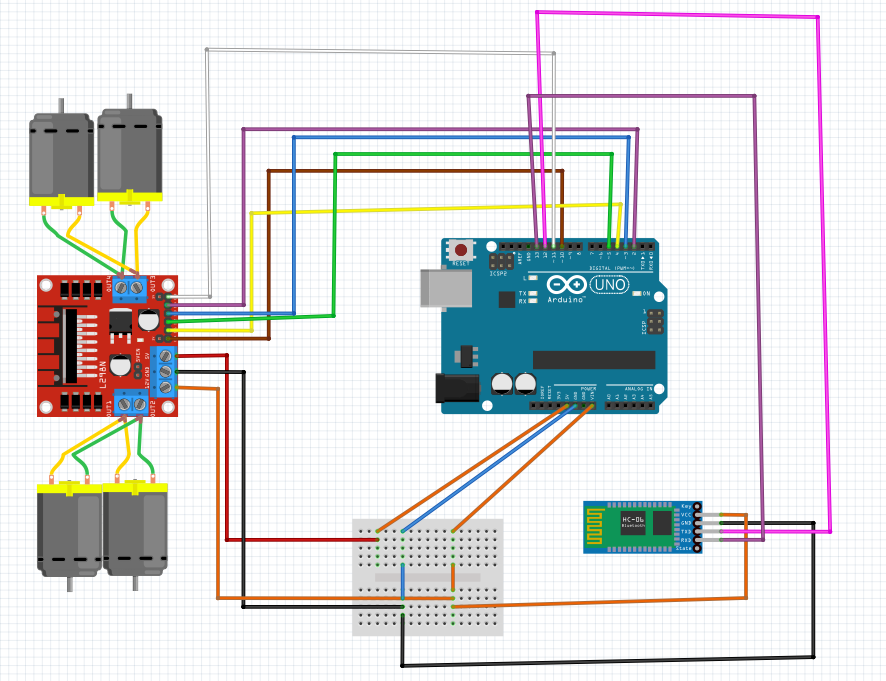 RESET
ICSP2
AREF
GND
13
12
~11
~10
~9
8
7
~6
~5
4
~3
2
TX→1
RX←0
DIGITAL (PWM=~)
L
TX
RX
Arduino™
UNO
ON
ICSP
1
OUT4
OUT3
5VEN
L298N
5V
GND
12V
OUT1
OUT2
IOREF
RESET
3V3
5V
GND
GND
VIN
POWER
ANALOG IN
A0
A1
A2
A3
A4
A5
HC-06
Bluetooth
Key
VCC
GND
TXD
RXD
State